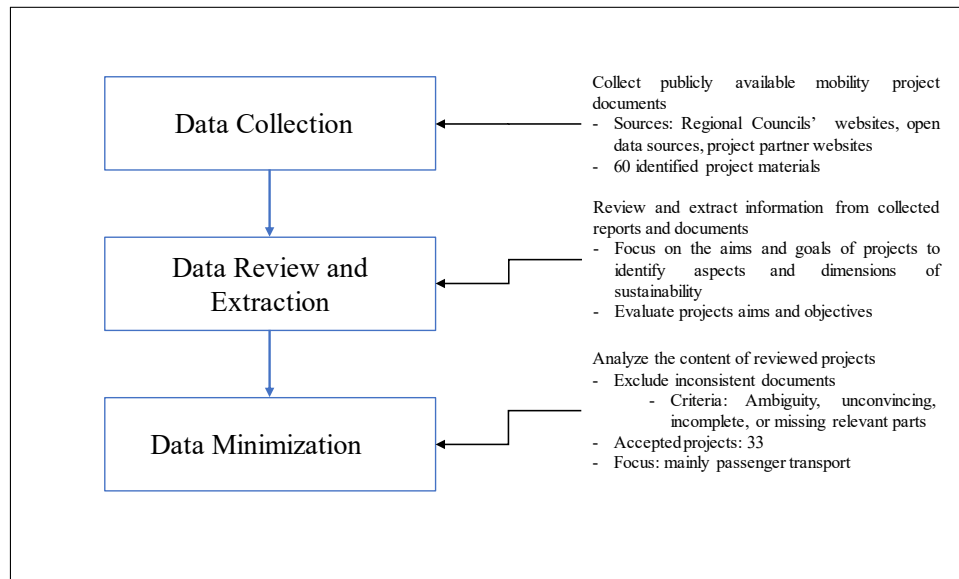 Data Collection
Collect publicly available mobility project
documents
- Sources: Regional Councils’ websites, open
data sources, project partner websites
- 60 identified project materials
Data Review and
Extraction
Review and extract information from collected
reports and documents
- Focus on the aims and goals of projects to
identify aspects and dimensions of
sustainability
- Evaluate projects aims and objectives
Data Minimization
Analyze the content of reviewed projects
- Exclude inconsistent documents
- Criteria: Ambiguity, unconvincing,
incomplete, or missing relevant parts
- Accepted projects: 33
- Focus: mainly passenger transport